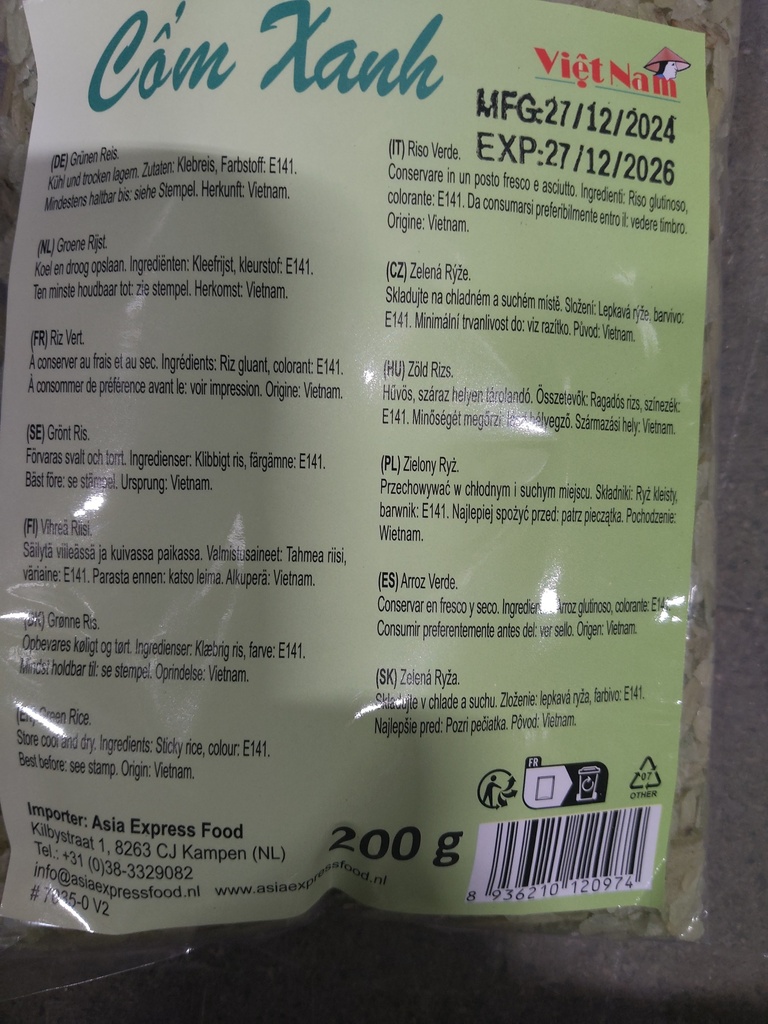 Cốm Xanh
Việt Nam
MFG:27/12/2024
EXP:27/12/2026
(DE) Grünen Reis.
Kühl und trocken lagern. Zutaten: Klebreis, Farbstoff: E141.
Mindestens haltbar bis: siehe Stempel. Herkunft: Vietnam.
(NL) Groene Rijst.
Koel en droog opslaan. Ingrediënten: Kleefrijst, kleurstof: E141.
Ten minste houdbaar tot: zie stempel. Herkomst: Vietnam.
(FR) Riz Vert.
À conserver au frais et au sec. Ingrédients: Riz gluant, colorant: E141.
À consommer de préférence avant le: voir impression. Origine: Vietnam.
(SE) Grönt Ris.
Förvaras svalt och torrt. Ingredienser: Klibbigt ris, färgämne: E141.
Bäst före: se stämpel. Ursprung: Vietnam.
(FI) Vihreä Riisi.
Säilytä viileässä ja kuivassa paikassa. Valmistusaineet: Tahmea riisi,
väriaine: E141. Parasta ennen: katso leima. Alkuperä: Vietnam.
(DK) Grønne Ris.
Opbevares køligt og tørt. Ingredienser: Klæbrig ris, farve: E141.
Mindst holdbar til: se stempel. Oprindelse: Vietnam.
(EN) Green Rice.
Store cool and dry. Ingredients: Sticky rice, colour: E141.
Best before: see stamp. Origin: Vietnam.
(IT) Riso Verde.
Conservare in un posto fresco e asciutto. Ingredienti: Riso glutinoso,
colorante: E141. Da consumarsi preferibilmente entro il: vedere timbro.
Origine: Vietnam.
(CZ) Zelená Rýže.
Skladujte na chladném a suchém místě. Složení: Lepkavá rýže, barvivo:
E141. Minimální trvanlivost do: viz razítko. Původ: Vietnam.
(HU) Zöld Rizs.
Hűvös, száraz helyen tárolandó. Összetevők: Ragadós rizs, színezék:
E141. Minőségét megőrzi: bélyegző. Származási hely: Vietnam.
(PL) Zielony Ryż.
Przechowywać w chłodnym i suchym miejscu. Składniki: Ryż kleisty,
barwnik: E141. Najlepiej spożyć przed: patrz pieczątka. Pochodzenie:
Wietnam.
(ES) Arroz Verde.
Conservar en fresco y seco. Ingredientes: Arroz glutinoso, colorante: E141.
Consumir preferentemente antes del: ver sello. Origen: Vietnam.
(SK) Zelená Ryža.
Skladujte v chlade a suchu. Zloženie: lepkavá ryža, farbivo: E141.
Najlepšie pred: Pozri pečiatka. Pôvod: Vietnam.
FR
07
OTHER
Importer: Asia Express Food
Kilbystraat 1, 8263 CJ Kampen (NL)
Tel.: +31 (0)38-3329082
info@asiaexpressfood.nl www.asiaexpressfood.nl
V2
200 g
8 936210 120974